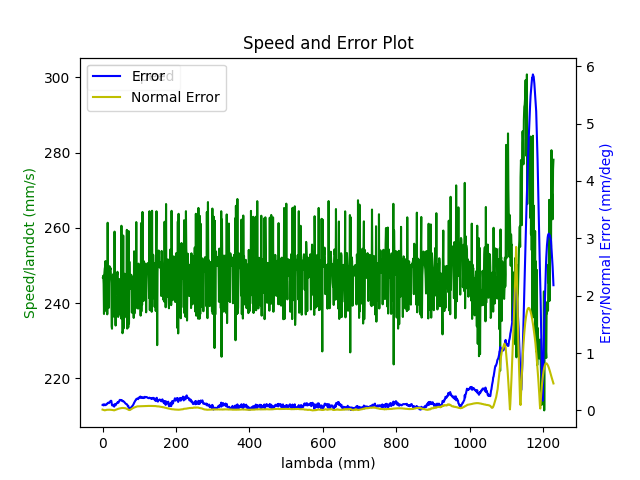 Speed and Error Plot
Error
Normal Error
Speed/lamdot (mm/s)
300
280
260
240
220
6
5
4
3
2
1
0
Error/Normal Error (mm/deg)
0 200 400 600 800 1000 1200
lambda (mm)